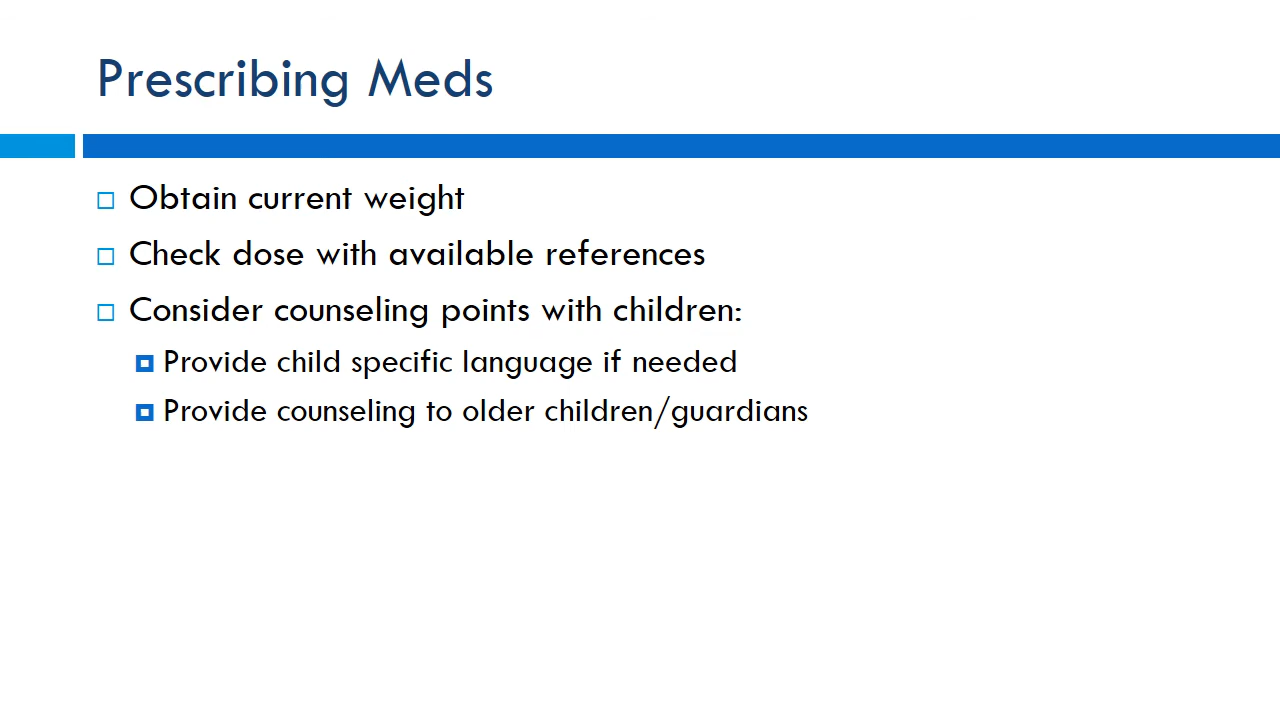 Prescribing Meds
Obtain current weight
Check dose with available references
Consider counseling points with children:
Provide child specific language if needed
Provide counseling to older children/guardians